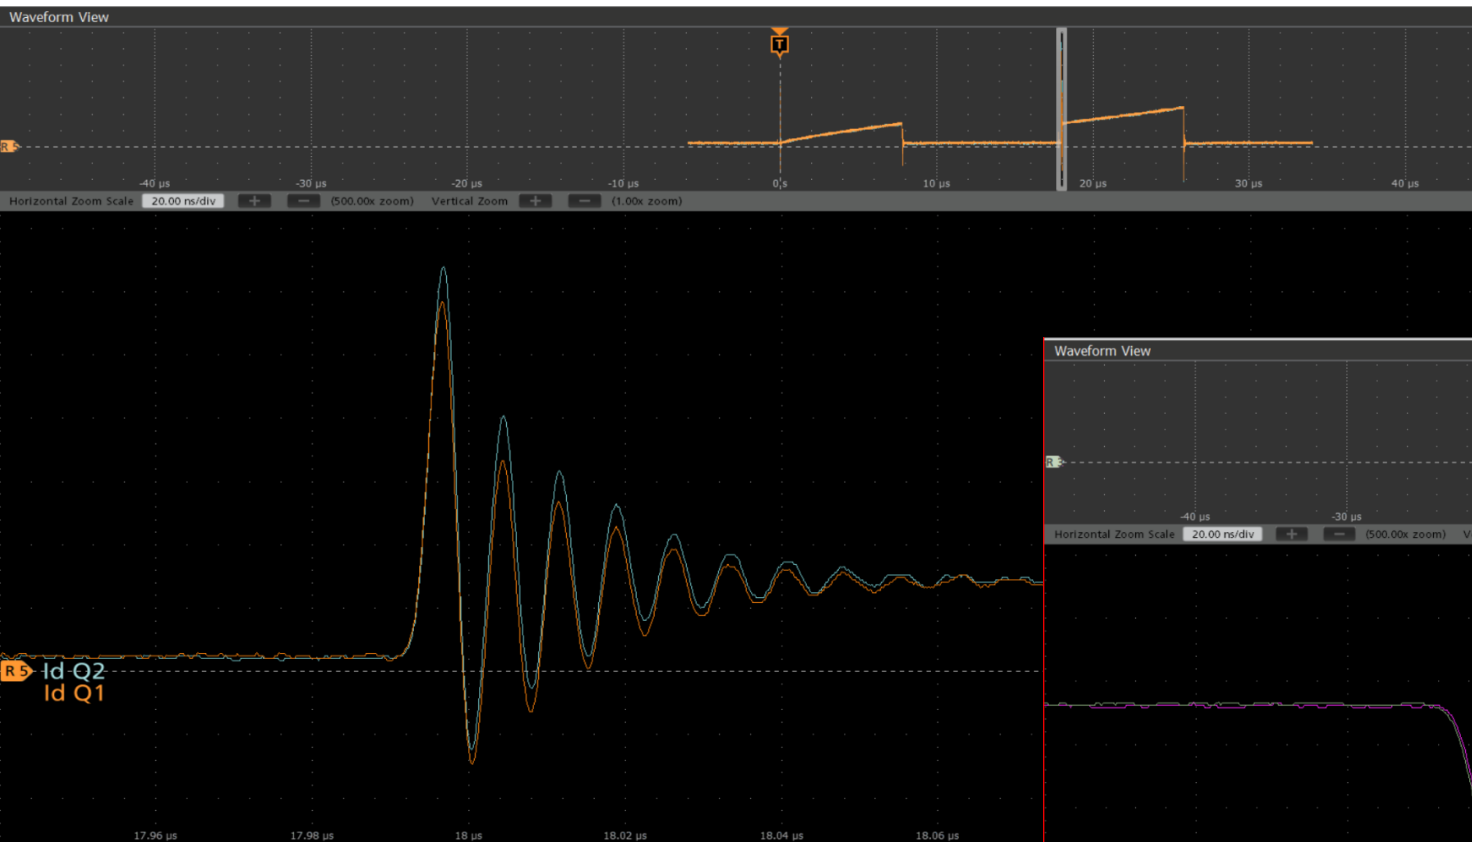 Waveform View
T
R 5
-40 µs -30 µs -20 µs -10 µs 0 s 10 µs 20 µs 30 µs 40 µs
Horizontal Zoom Scale 20.00 ns/div + − (500.00x zoom) Vertical Zoom + − (1.00x zoom)
R 5 Id Q2
Id Q1
17.96 µs 17.98 µs 18 µs 18.02 µs 18.04 µs 18.06 µs
Waveform View
R
-40 µs -30 µs
Horizontal Zoom Scale 20.00 ns/div + − (500.00x zoom) V